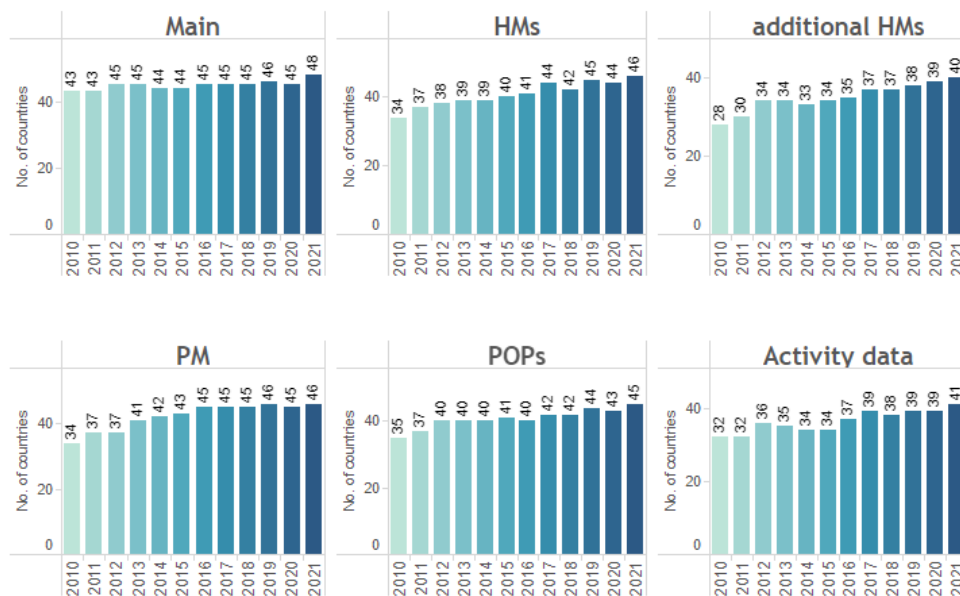 Main
No. of countries
40
20
0
43 43 45 45 44 44 45 45 45 46 45 48
2010 2011 2012 2013 2014 2015 2016 2017 2018 2019 2020 2021
HMs
No. of countries
40
20
0
34 37 38 39 39 40 41 44 42 45 44 46
2010 2011 2012 2013 2014 2015 2016 2017 2018 2019 2020 2021
additional HMs
No. of countries
40
20
0
28 30 34 34 33 34 35 37 37 38 39 40
2010 2011 2012 2013 2014 2015 2016 2017 2018 2019 2020 2021
PM
No. of countries
40
20
0
34 37 37 41 42 43 45 45 45 46 45 46
2010 2011 2012 2013 2014 2015 2016 2017 2018 2019 2020 2021
POPs
No. of countries
40
20
0
35 37 40 40 40 41 40 42 42 44 43 45
2010 2011 2012 2013 2014 2015 2016 2017 2018 2019 2020 2021
Activity data
No. of countries
40
20
0
32 32 36 35 34 34 37 39 38 39 39 41
2010 2011 2012 2013 2014 2015 2016 2017 2018 2019 2020 2021